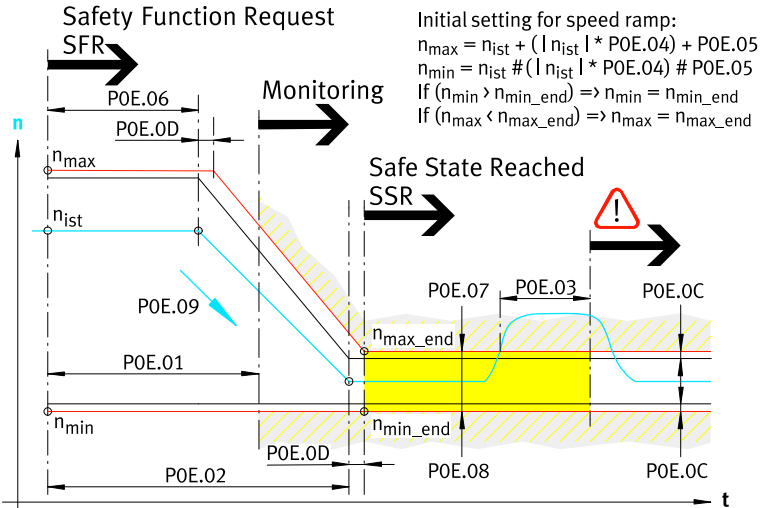 Safety Function Request
SFR
Initial setting for speed ramp:
nmax = nist + (|nist| * P0E.04) + P0E.05
nmin = nist #(|nist| * P0E.04) # P0E.05
If (nmin > nmin_end) => nmin = nmin_end
If (nmax < nmax_end) => nmax = nmax_end
P0E.06
Monitoring
P0E.0D
n
nmax
Safe State Reached
SSR
!
nist
P0E.09
P0E.07
P0E.03
P0E.0C
nmax_end
P0E.01
nmin
nmin_end
P0E.0D
P0E.02
P0E.08
P0E.0C
t